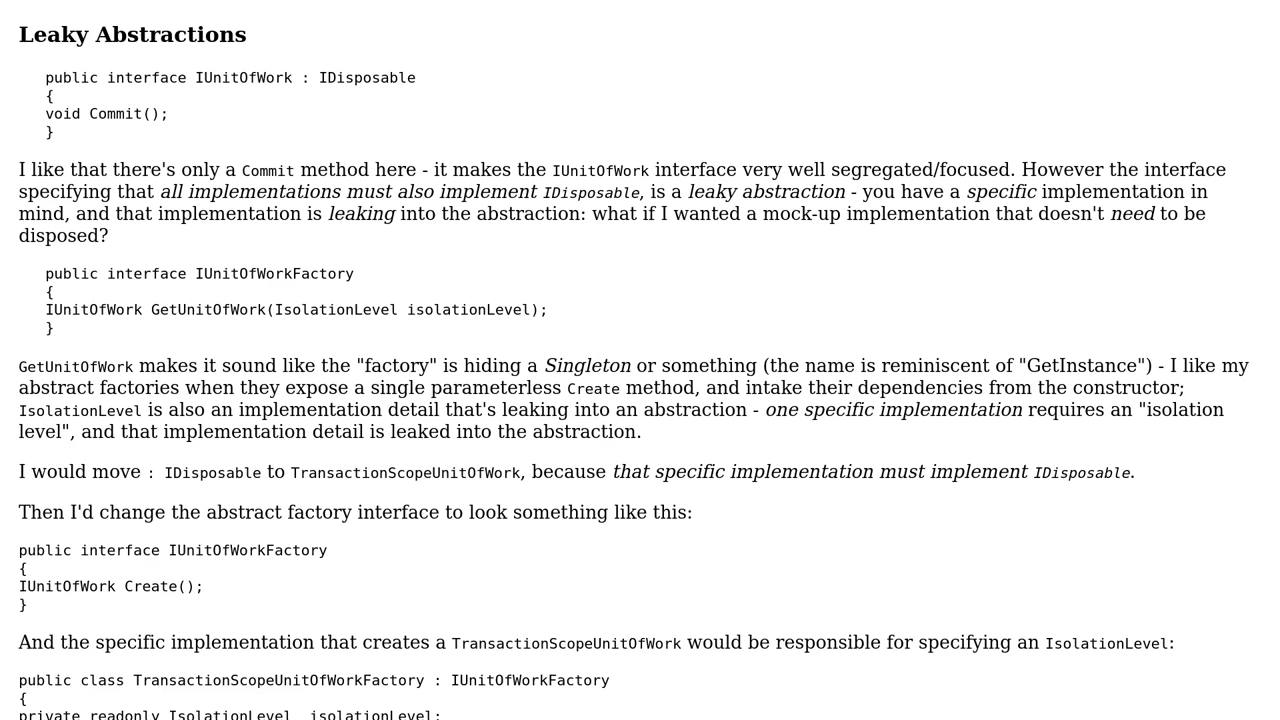 Leaky Abstractions
public interface IUnitOfWork : IDisposable
{
void Commit();
}
I like that there's only a Commit method here - it makes the IUnitOfWork interface very well segregated/focused. However the interface
specifying that all implementations must also implement IDisposable, is a leaky abstraction - you have a specific implementation in
mind, and that implementation is leaking into the abstraction: what if I wanted a mock-up implementation that doesn't need to be
disposed?
public interface IUnitOfWorkFactory
{
IUnitOfWork GetUnitOfWork(IsolationLevel isolationLevel);
}
GetUnitOfWork makes it sound like the "factory" is hiding a Singleton or something (the name is reminiscent of "GetInstance") - I like my
abstract factories when they expose a single parameterless Create method, and intake their dependencies from the constructor;
IsolationLevel is also an implementation detail that's leaking into an abstraction - one specific implementation requires an "isolation
level", and that implementation detail is leaked into the abstraction.
I would move : IDisposable to TransactionScopeUnitOfWork, because that specific implementation must implement IDisposable.
Then I'd change the abstract factory interface to look something like this:
public interface IUnitOfWorkFactory
{
IUnitOfWork Create();
}
And the specific implementation that creates a TransactionScopeUnitOfWork would be responsible for specifying an IsolationLevel:
public class TransactionScopeUnitOfWorkFactory : IUnitOfWorkFactory
{
private readonly IsolationLevel _isolationLevel;